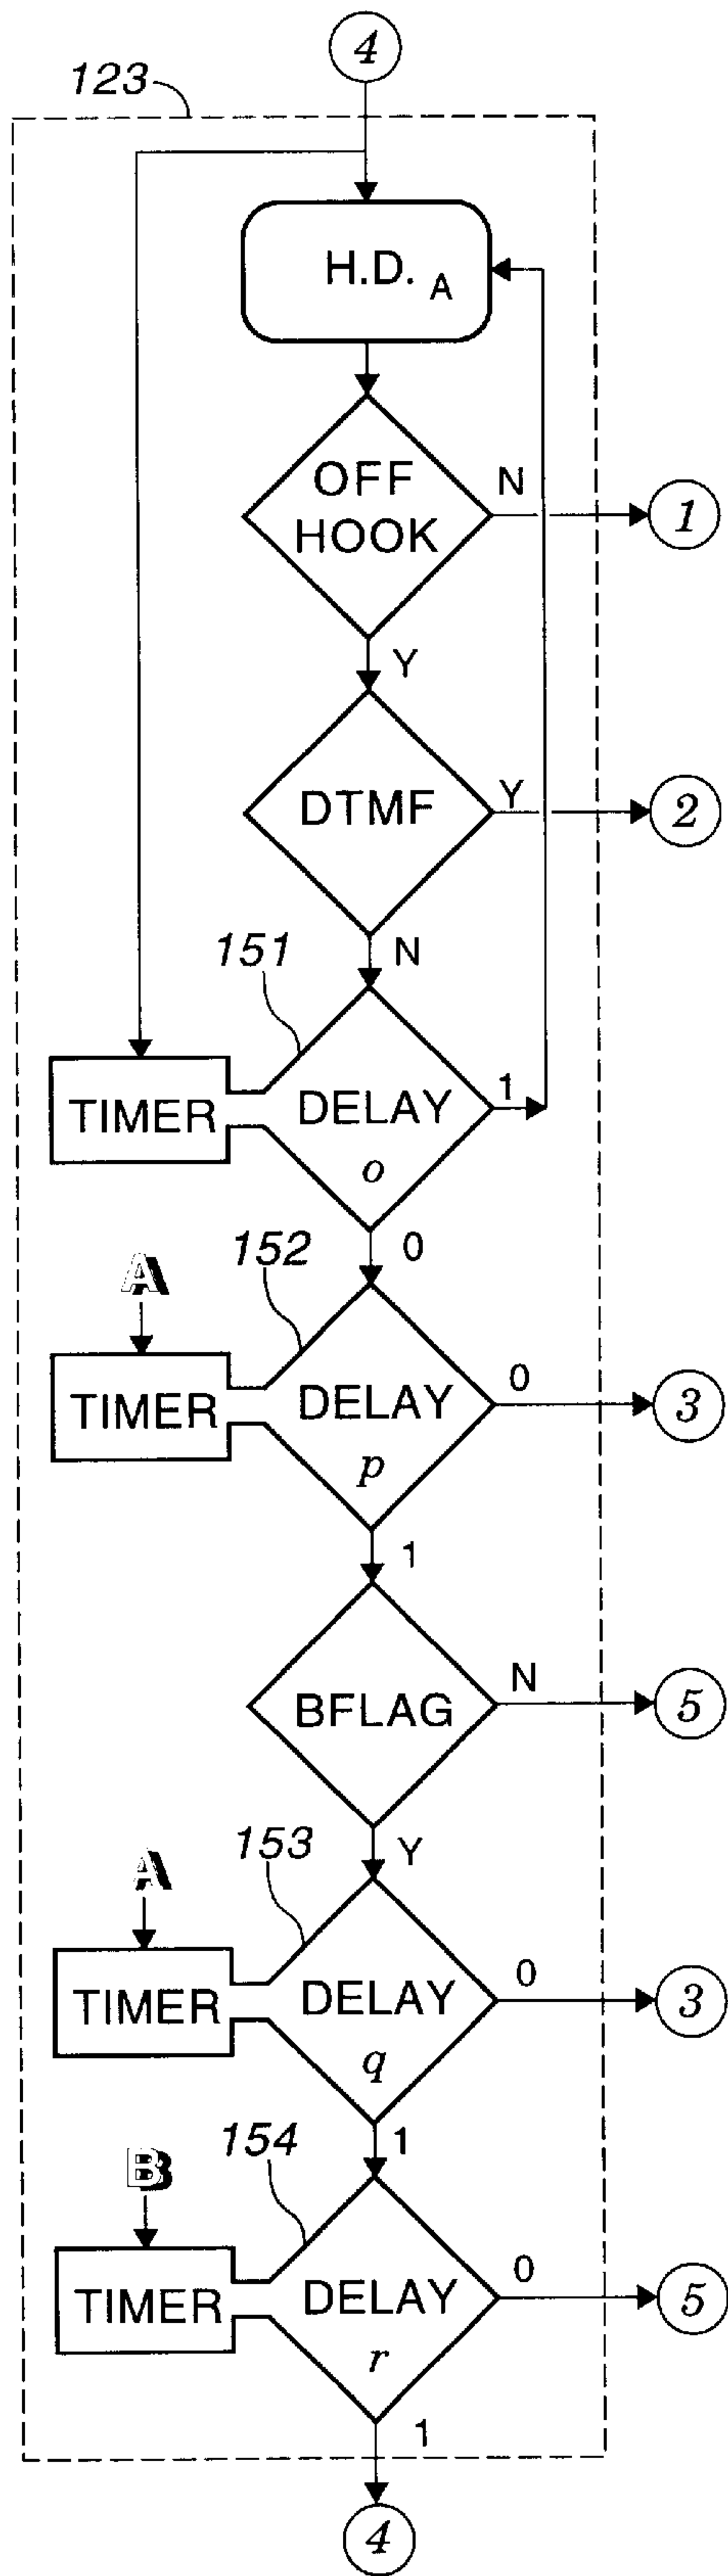 4
123
H.D. A
OFF
HOOK
N
1
Y
DTMF
Y
2
N
151
TIMER
DELAY
o
1
0
A
152
TIMER
DELAY
p
0
3
1
BFLAG
N
5
Y
A
153
TIMER
DELAY
q
0
3
1
B
154
TIMER
DELAY
r
0
5
1
4